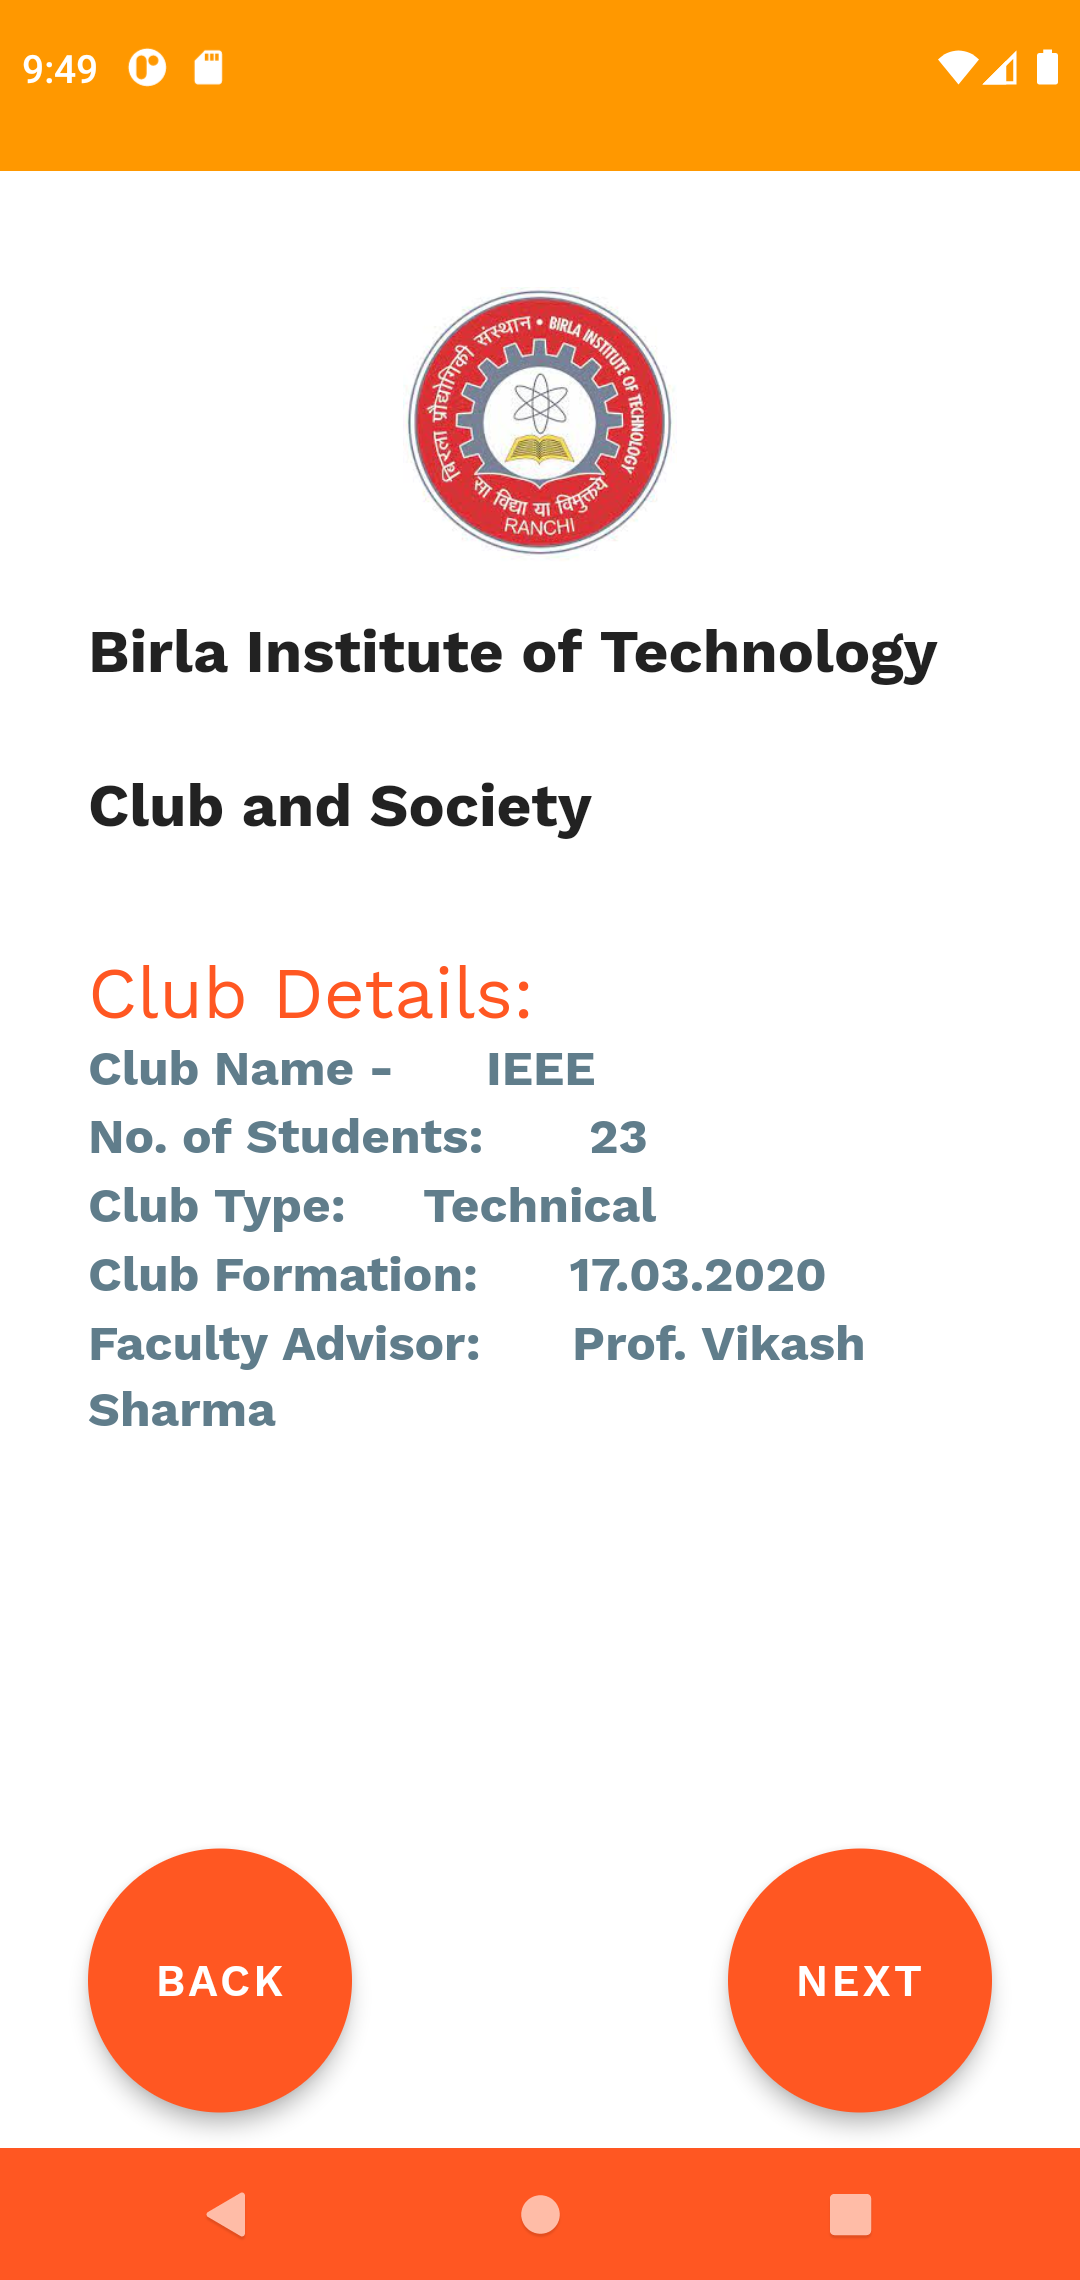 9:49
बिरला प्रौद्योगिकी संस्थान • BIRLA INSTITUTE OF TECHNOLOGY
सा विद्या या विमुक्तये
RANCHI
Birla Institute of Technology
Club and Society
Club Details:
Club Name - IEEE
No. of Students: 23
Club Type: Technical
Club Formation: 17.03.2020
Faculty Advisor: Prof. Vikash
Sharma
BACK NEXT